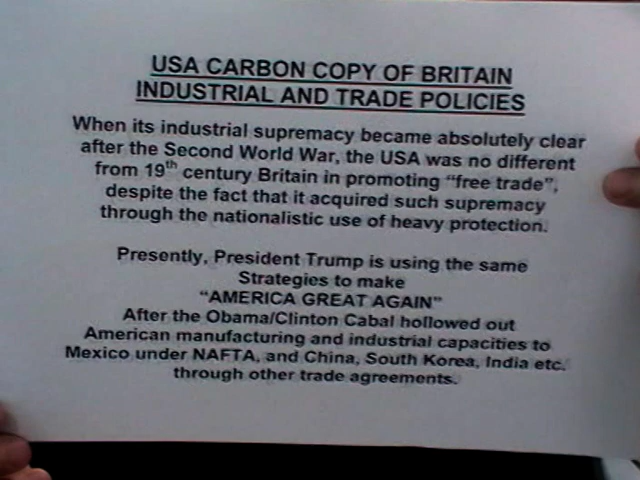 USA CARBON COPY OF BRITAIN
INDUSTRIAL AND TRADE POLICIES
When its industrial supremacy became absolutely clear
after the Second World War, the USA was no different
from 19th century Britain in promoting “free trade”,
despite the fact that it acquired such supremacy
through the nationalistic use of heavy protection.
Presently, President Trump is using the same
Strategies to make
“AMERICA GREAT AGAIN”
After the Obama/Clinton Cabal hollowed out
American manufacturing and industrial capacities to
Mexico under NAFTA, and China, South Korea, India etc.
through other trade agreements.